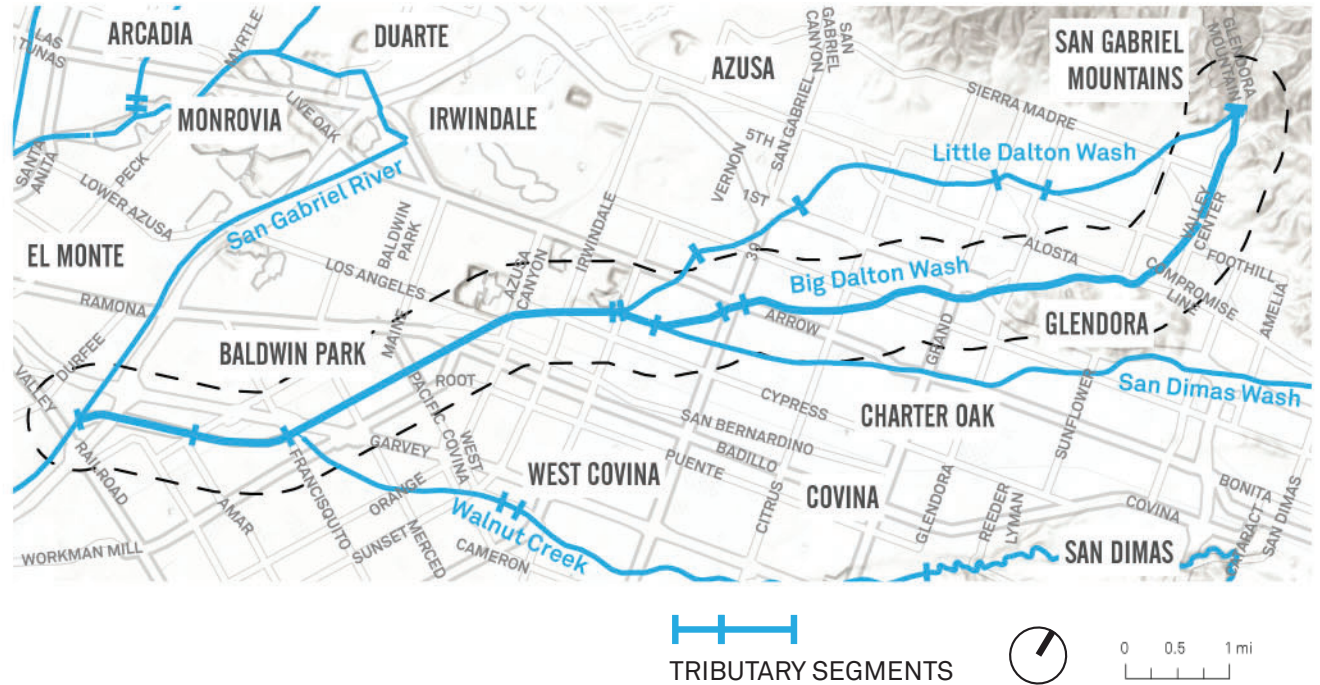 ARCADIA
DUARTE
MYRTLE
LAS
TUNAS
SAN
GABRIEL
CANYON
AZUSA
SAN GABRIEL
MOUNTAINS
GLENDORA
MOUNTAIN
MONROVIA
LIVE OAK
IRWINDALE
SIERRA MADRE
SANTA
ANITA
PECK
5TH
SAN GABRIEL
Little Dalton Wash
LOWER AZUSA
San Gabriel River
VERNON
1ST
VALLEY
CENTER
EL MONTE
BALDWIN
PARK
IRWINDALE
39
ALOSTA
FOOTHILL
LOS ANGELES
AZUSA
CANYON
Big Dalton Wash
COMPROMISE
LINE
RAMONA
MAINE
ARROW
GRAND
GLENDORA
AMELIA
DURFEE
BALDWIN PARK
VALLEY
PACIFIC
ROOT
COVINA
WEST
CYPRESS
CHARTER OAK
SUNFLOWER
San Dimas Wash
SAN BERNARDINO
BADILLO
RAILROAD
GARVEY
FRANCISQUITO
ORANGE
WEST COVINA
PUENTE
COVINA
CITRUS
GLENDORA
REEDER
LYMAN
COVINA
BONITA
CATARACT
SAN DIMAS
AMAR
Walnut Creek
SUNSET
MERCED
CAMERON
WORKMAN MILL
SAN DIMAS
TRIBUTARY SEGMENTS
0 0.5 1 mi